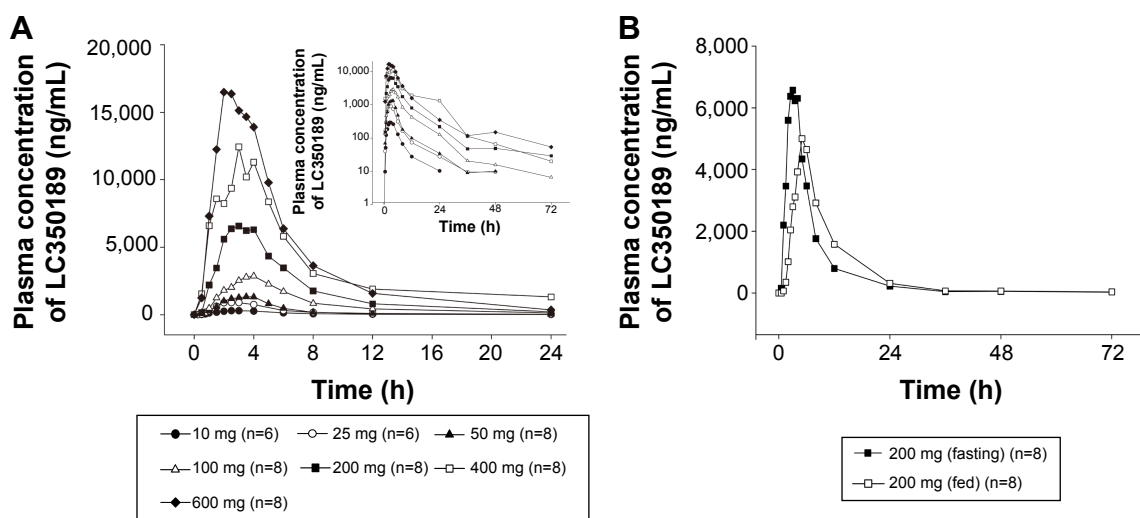 A
Plasma concentration
of LC350189 (ng/mL)
20,000
15,000
10,000
5,000
0
0 4 8 12 16 20 24
Time (h)
Plasma concentration
of LC350189 (ng/mL)
10,000
1,000
100
10
1
0 24 48 72
Time (h)
10 mg (n=6) 25 mg (n=6) 50 mg (n=8)
100 mg (n=8) 200 mg (n=8) 400 mg (n=8)
600 mg (n=8)
B
Plasma concentration
of LC350189 (ng/mL)
8,000
6,000
4,000
2,000
0
0 24 48 72
Time (h)
200 mg (fasting) (n=8)
200 mg (fed) (n=8)